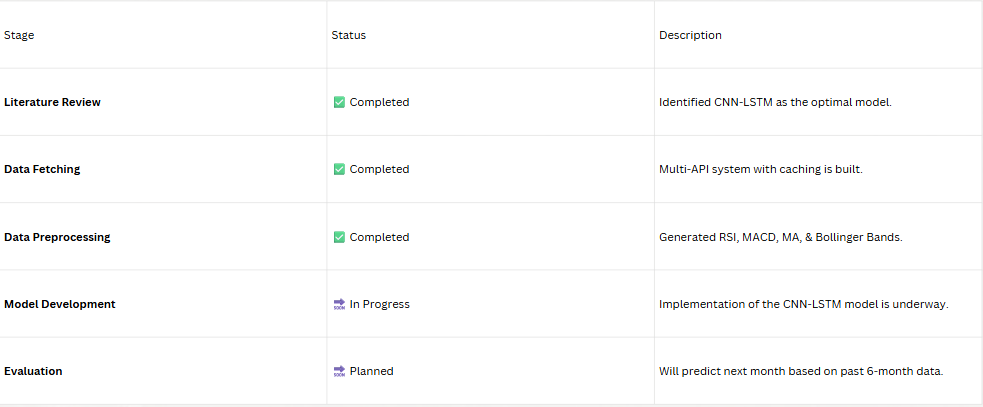 Stage Status Description
Literature Review ✅ Completed Identified CNN-LSTM as the optimal model.
Data Fetching ✅ Completed Multi-API system with caching is built.
Data Preprocessing ✅ Completed Generated RSI, MACD, MA, & Bollinger Bands.
Model Development 🔜 In Progress Implementation of the CNN-LSTM model is underway.
Evaluation 🔜 Planned Will predict next month based on past 6-month data.